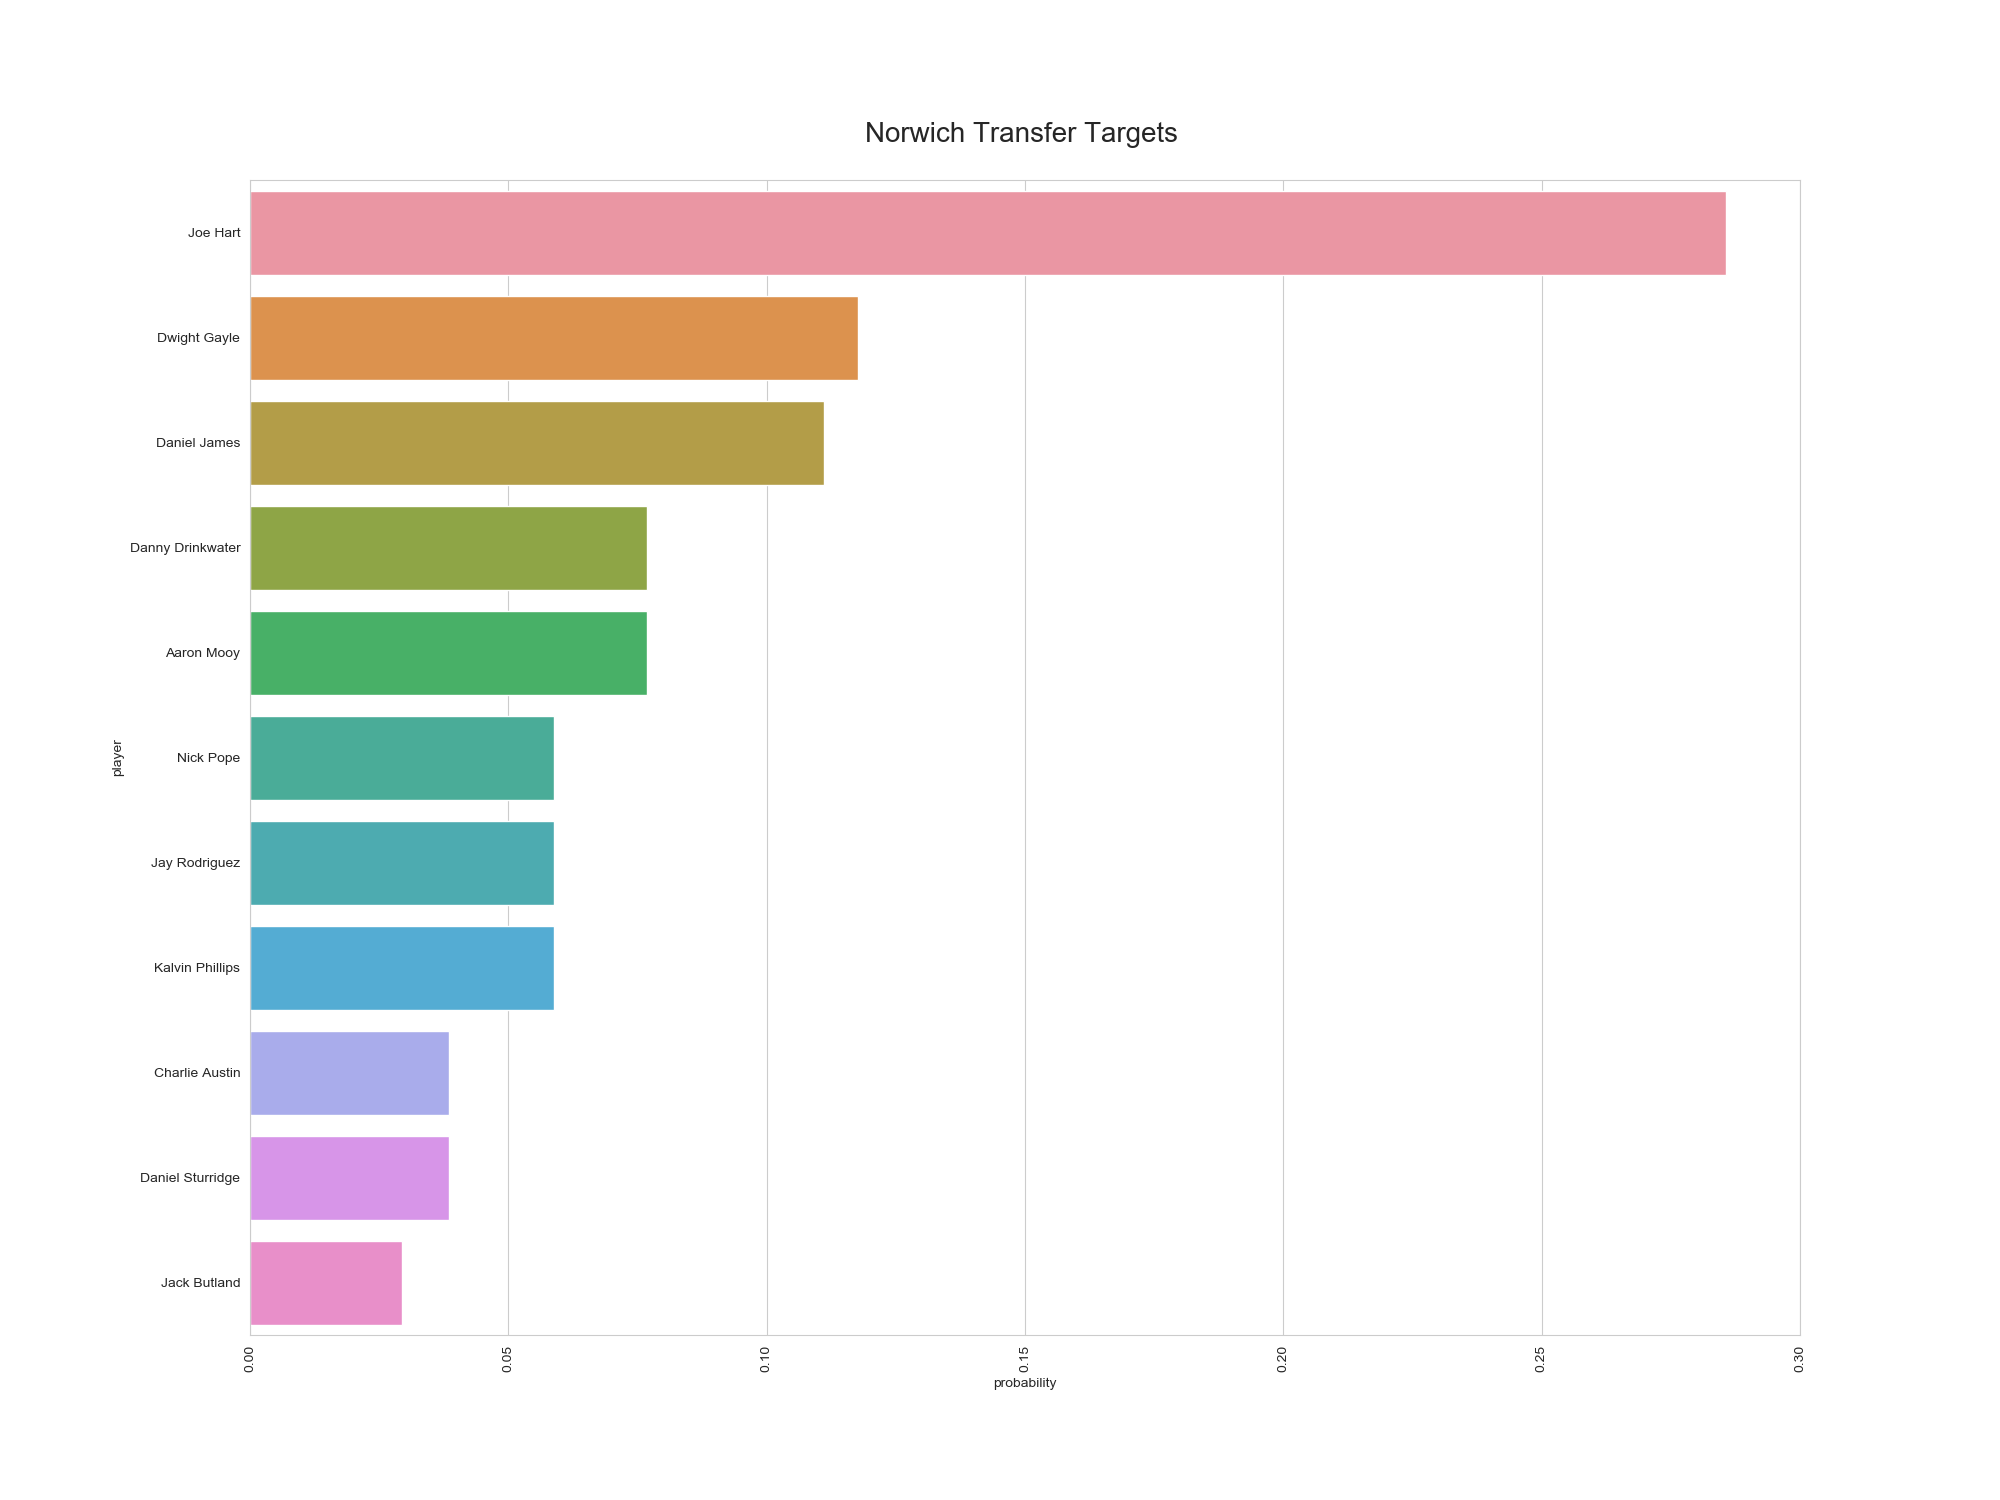 Norwich Transfer Targets
Joe Hart
Dwight Gayle
Daniel James
Danny Drinkwater
Aaron Mooy
player
Nick Pope
Jay Rodriguez
Kalvin Phillips
Charlie Austin
Daniel Sturridge
Jack Butland
0.00
0.05
0.10
0.15
0.20
0.25
0.30
probability